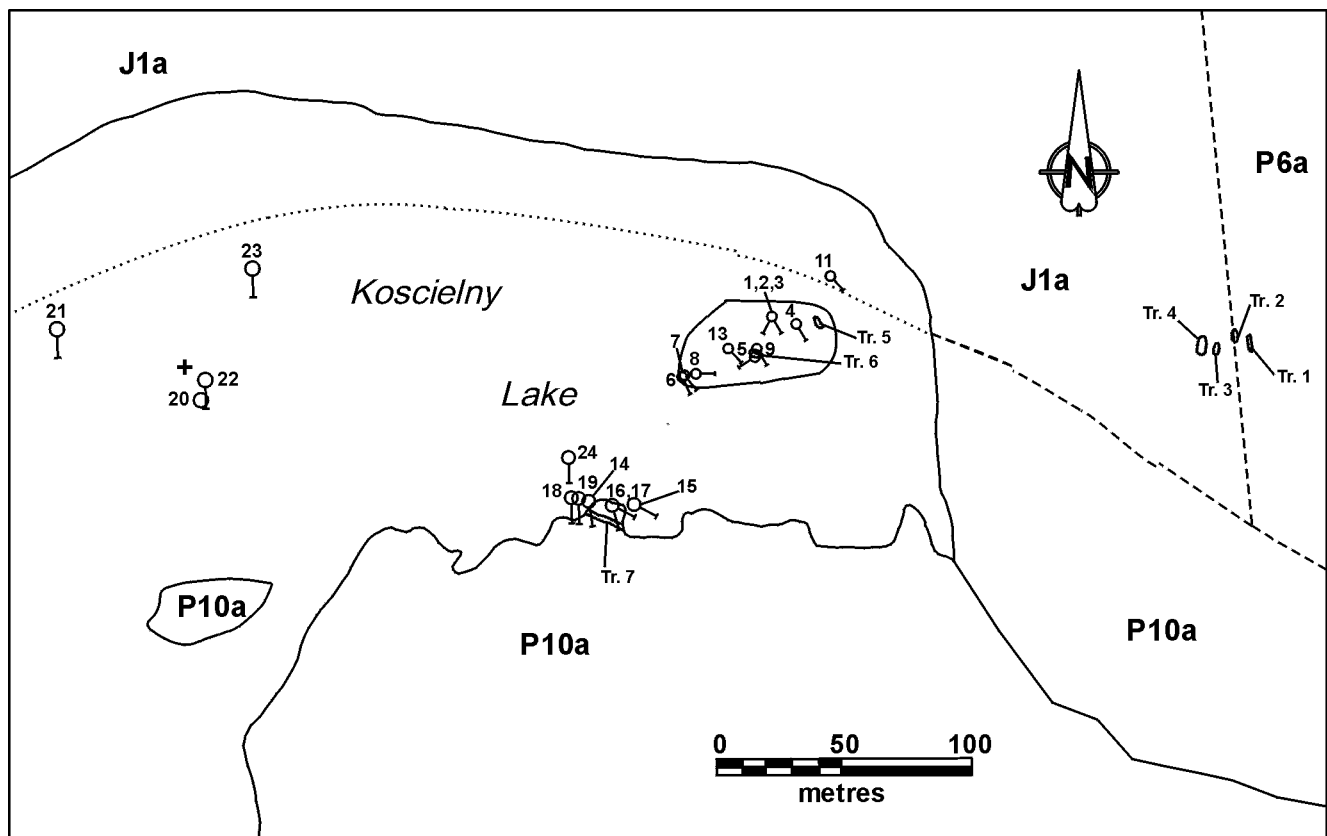 J1a
P6a
N
23
11
J1a
1,2,3
Koscielny
Tr. 2
21
4
Tr. 4
13
Tr. 5
7
5
9
8
Tr. 6
Tr. 3
Tr. 1
+
22
6
20
Lake
24
14
18
19
16,17
15
Tr. 7
P10a
P10a
P10a
0
50
100
metres